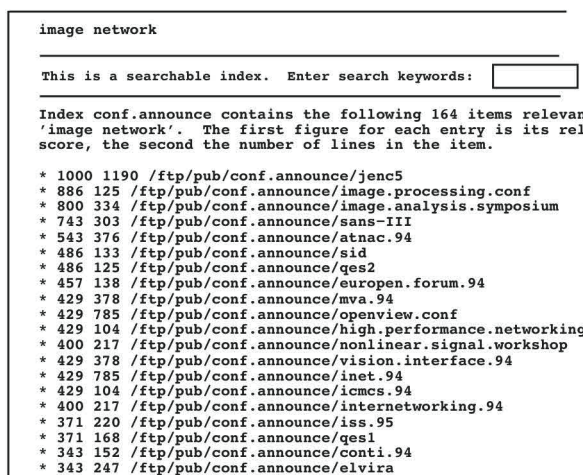 image network
This is a searchable index. Enter search keywords:
Index conf.announce contains the following 164 items relevan
'image network'. The first figure for each entry is its rel
score, the second the number of lines in the item.
* 1000 1190 /ftp/pub/conf.announce/jenc5
* 886 125 /ftp/pub/conf.announce/image.processing.conf
* 800 334 /ftp/pub/conf.announce/image.analysis.symposium
* 743 303 /ftp/pub/conf.announce/sans-III
* 543 376 /ftp/pub/conf.announce/atnac.94
* 486 133 /ftp/pub/conf.announce/sid
* 486 125 /ftp/pub/conf.announce/qes2
* 457 138 /ftp/pub/conf.announce/europen.forum.94
* 429 378 /ftp/pub/conf.announce/mva.94
* 429 785 /ftp/pub/conf.announce/openview.conf
* 429 104 /ftp/pub/conf.announce/high.performance.networking
* 400 217 /ftp/pub/conf.announce/nonlinear.signal.workshop
* 429 378 /ftp/pub/conf.announce/vision.interface.94
* 429 785 /ftp/pub/conf.announce/inet.94
* 429 104 /ftp/pub/conf.announce/icmcs.94
* 400 217 /ftp/pub/conf.announce/internetworking.94
* 371 220 /ftp/pub/conf.announce/iss.95
* 371 168 /ftp/pub/conf.announce/qes1
* 343 152 /ftp/pub/conf.announce/conti.94
* 343 247 /ftp/pub/conf.announce/elvira